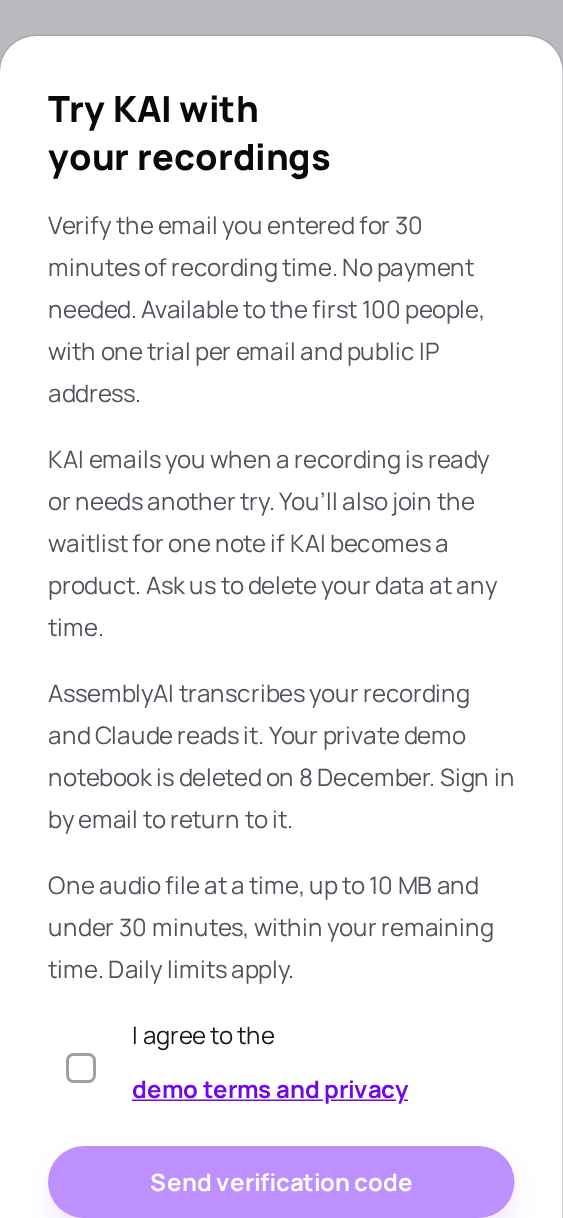 Try KAI with
your recordings
Verify the email you entered for 30
minutes of recording time. No payment
needed. Available to the first 100 people,
with one trial per email and public IP
address.
KAI emails you when a recording is ready
or needs another try. You’ll also join the
waitlist for one note if KAI becomes a
product. Ask us to delete your data at any
time.
AssemblyAI transcribes your recording
and Claude reads it. Your private demo
notebook is deleted on 8 December. Sign in
by email to return to it.
One audio file at a time, up to 10 MB and
under 30 minutes, within your remaining
time. Daily limits apply.
I agree to the
demo terms and privacy
Send verification code